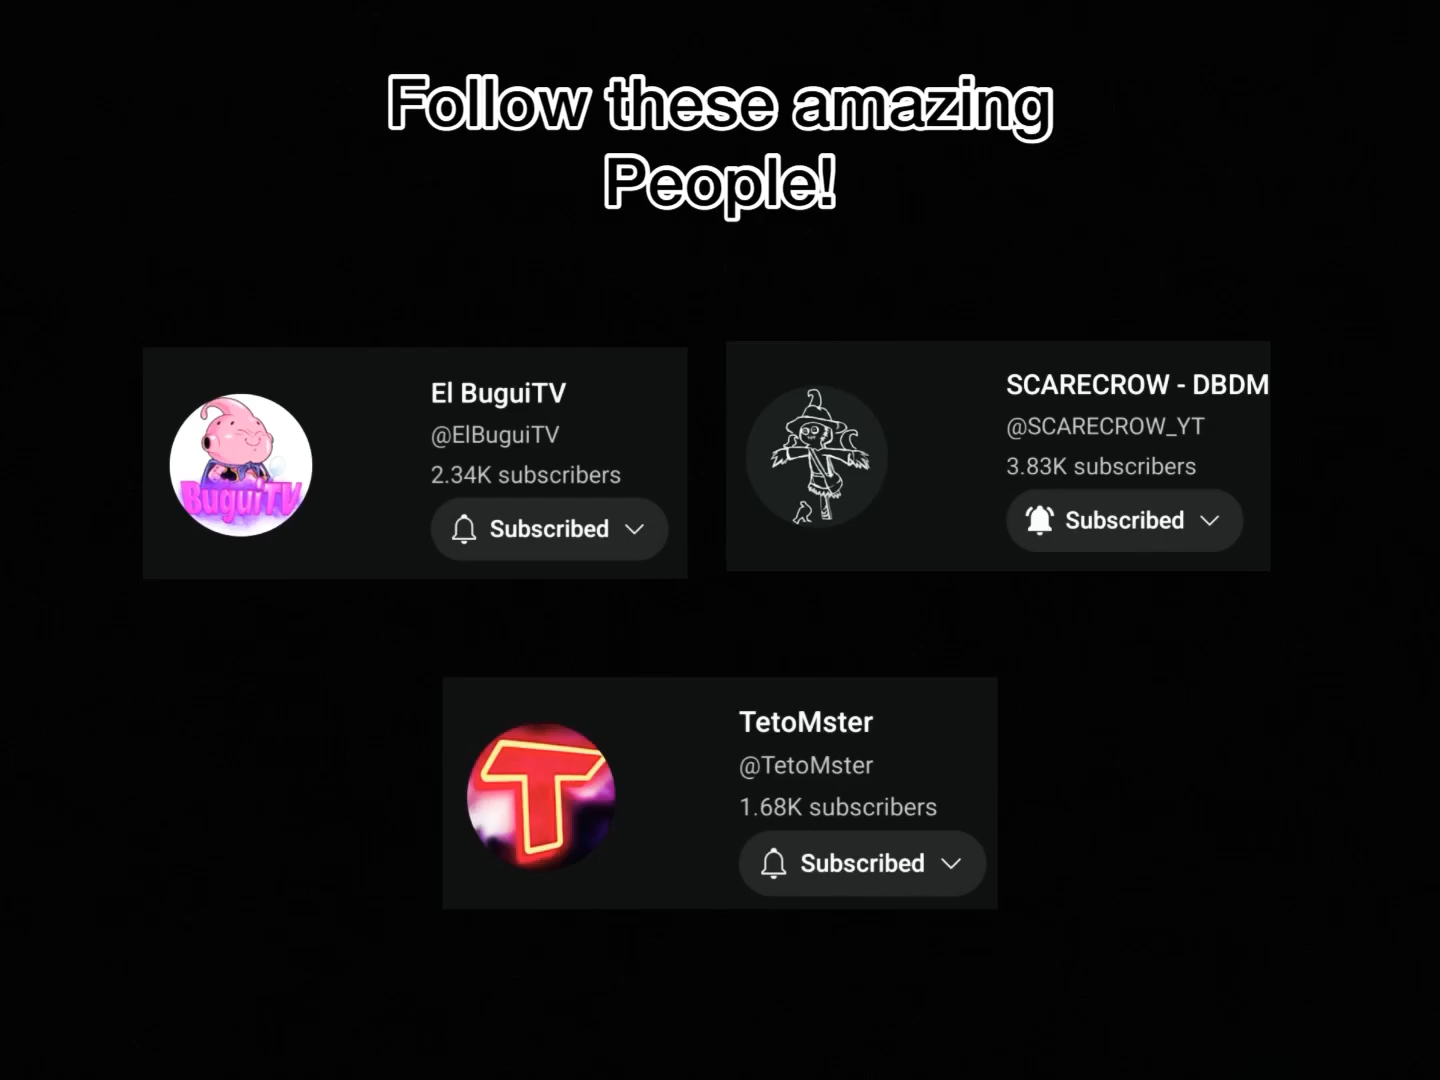 Follow these amazing
People!
El BuguiTV
@ElBuguiTV
2.34K subscribers
Subscribed
BuguiTV
SCARECROW - DBDM
@SCARECROW_YT
3.83K subscribers
Subscribed
TetoMster
@TetoMster
1.68K subscribers
Subscribed
T